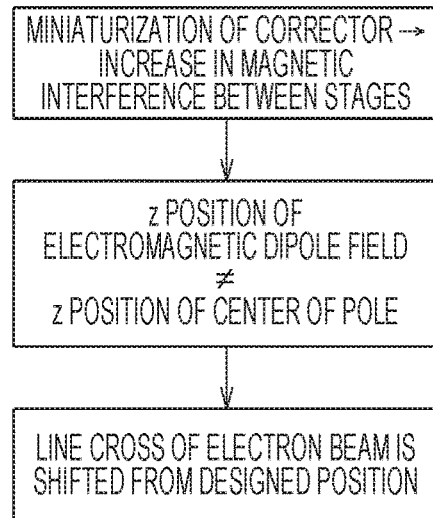 MINIATURIZATION OF CORRECTOR →
INCREASE IN MAGNETIC
INTERFERENCE BETWEEN STAGES
z POSITION OF
ELECTROMAGNETIC DIPOLE FIELD
≠
z POSITION OF CENTER OF POLE
LINE CROSS OF ELECTRON BEAM IS
SHIFTED FROM DESIGNED POSITION